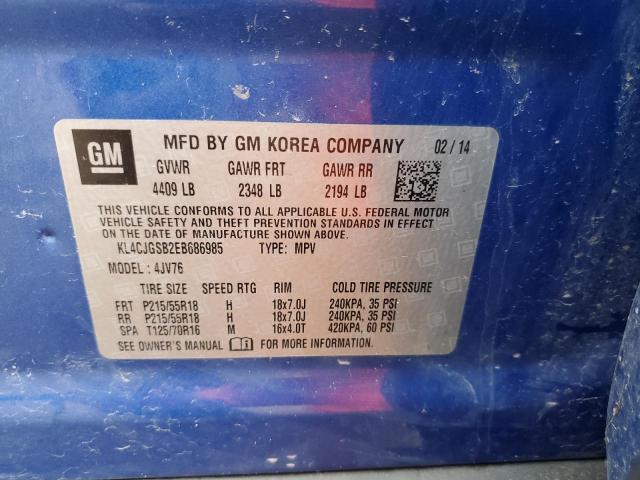 GM MFD BY GM KOREA COMPANY 02 / 14
GVWR GAWR FRT GAWR RR
4409 LB 2348 LB 2194 LB
THIS VEHICLE CONFORMS TO ALL APPLICABLE U.S. FEDERAL MOTOR
VEHICLE SAFETY AND THEFT PREVENTION STANDARDS IN EFFECT
ON THE DATE OF MANUFACTURE SHOWN ABOVE.
KL4CJGSB2EB686985 TYPE: MPV
MODEL : 4JV76
TIRE SIZE SPEED RTG RIM COLD TIRE PRESSURE
FRT P215/55R18 H 18x7.0J 240KPA, 35 PSI
RR P215/55R18 H 18x7.0J 240KPA, 35 PSI
SPA T125/70R16 M 16x4.0T 420KPA, 60 PSI
SEE OWNER'S MANUAL FOR MORE INFORMATION.